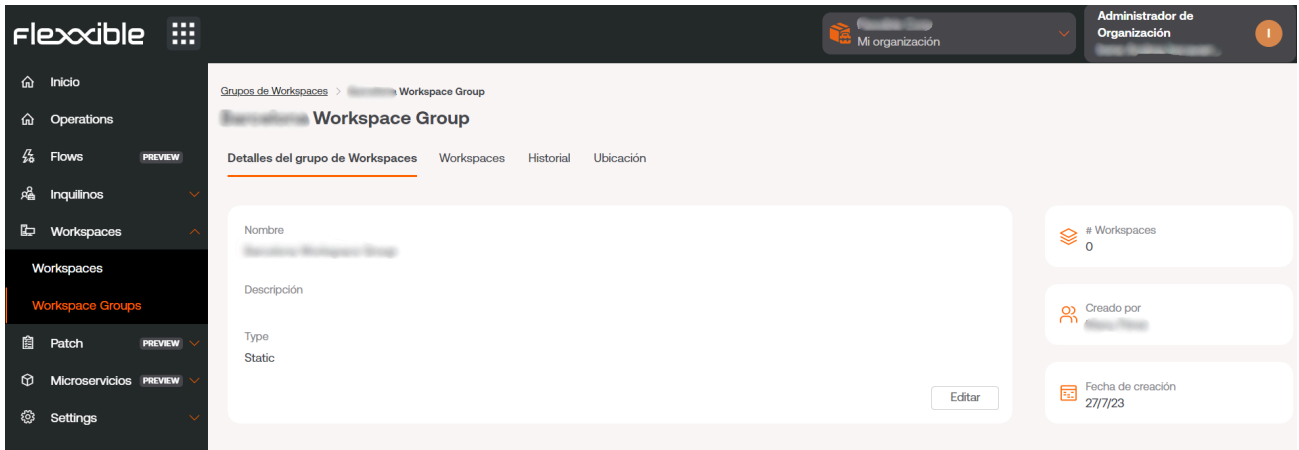 Flexxible
Mi organización
Administrador de
Organización
I
Inicio
Operations
Flows PREVIEW
Inquilinos
Workspaces
Workspaces
Workspace Groups
Patch PREVIEW
Microservicios PREVIEW
Settings
Grupos de Workspaces > Workspace Group
Workspace Group
Detalles del grupo de Workspaces Workspaces Historial Ubicación
Nombre
Descripción
Type
Static
Editar
# Workspaces
0
Creado por
Fecha de creación
27/7/23